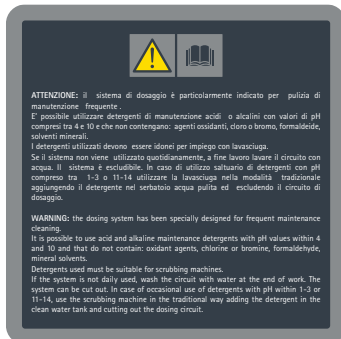 ATTENZIONE: il sistema di dosaggio è particolarmente indicato per pulizia di
manutenzione frequente .
E' possibile utilizzare detergenti di manutenzione acidi o alcalini con valori di pH
compresi tra 4 e 10 e che non contengano: agenti ossidanti, cloro o bromo, formaldeide,
solventi minerali.
I detergenti utilizzati devono essere idonei per impiego con lavasciuga.
Se il sistema non viene utilizzato quotidianamente, a fine lavoro lavare il circuito con
acqua. Il sistema è escludibile. In caso di utilizzo saltuario di detergenti con pH
compreso tra 1-3 o 11-14 utilizzare la lavasciuga nella modalità tradizionale
aggiungendo il detergente nel serbatoio acqua pulita ed escludendo il circuito di
dosaggio.
WARNING: the dosing system has been specially designed for frequent maintenance
cleaning.
It is possible to use acid and alkaline maintenance detergents with pH values within 4
and 10 and that do not contain: oxidant agents, chlorine or bromine, formaldehyde,
mineral solvents.
Detergents used must be suitable for scrubbing machines.
If the system is not daily used, wash the circuit with water at the end of work. The
system can be cut out. In case of occasional use of detergents with pH within 1-3 or
11-14, use the scrubbing machine in the traditional way adding the detergent in the
clean water tank and cutting out the dosing circuit.